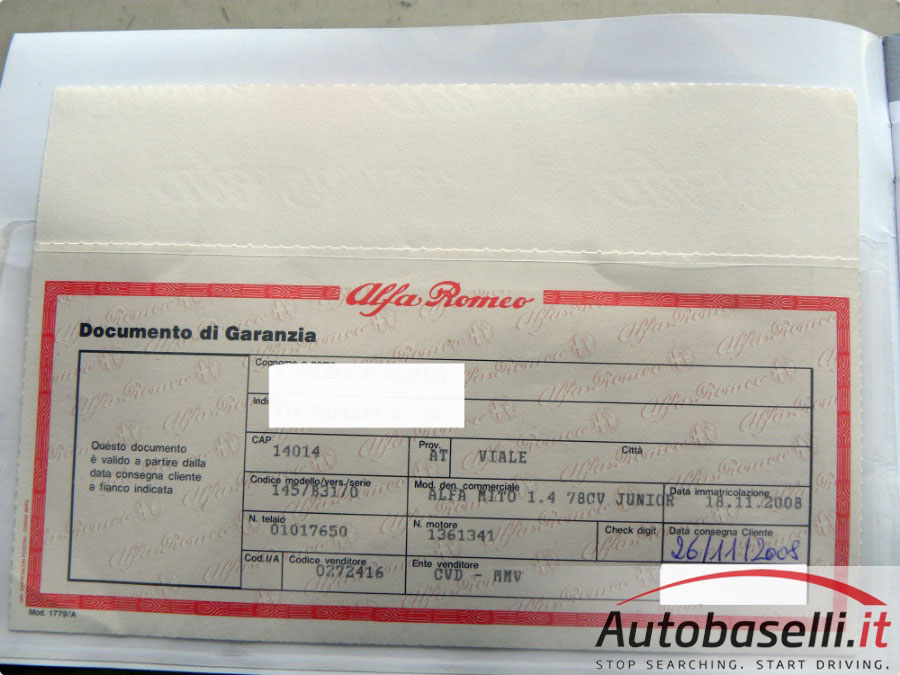 Alfa Romeo
Documento di Garanzia
Cognome e nome
CAP
14014
Prov.
AT
VIALE
Città
Questo documento
è valido a partire dalla
data consegna cliente
a fianco indicata
Codice modello/vers./serie
145/B31/0
Mod. den. commerciale
ALFA MITO 1.4 78CV JUNIOR
Data immatricolazione
18.11.2008
N. telaio
01017650
N. motore
1361341
Check digit
Data consegna Cliente
26/11/2008
Cod.I/A
Codice venditore
0272416
Ente venditore
CVD - MMV
Mod. 1779/A
Autobaselli.it
STOP SEARCHING. START DRIVING.